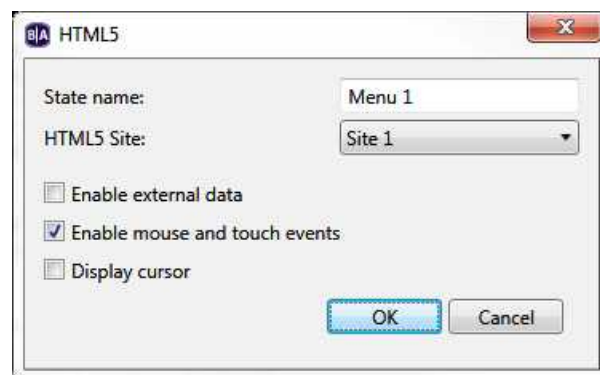 B|A HTML5
State name: Menu 1
HTML5 Site: Site 1
Enable external data
Enable mouse and touch events
Display cursor
OK Cancel